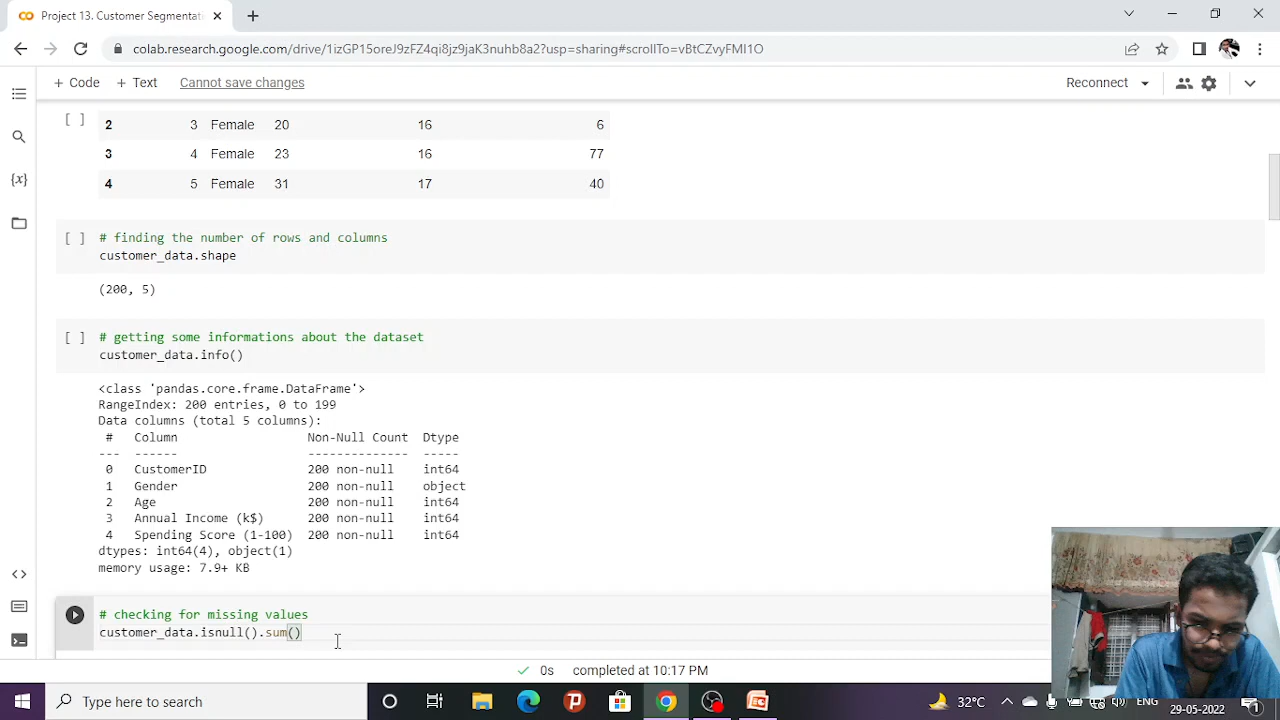 Project 13. Customer Segmentat
colab.research.google.com/drive/1izGP15oreJ9zFZ4qi8jz9jaK3nuhb8a2?usp=sharing#scrollTo=vBtCZvyFMI1O
+ Code + Text Cannot save changes Reconnect
[ ] 2 3 Female 20 16 6
3 4 Female 23 16 77
4 5 Female 31 17 40
[ ] # finding the number of rows and columns
customer_data.shape
(200, 5)
[ ] # getting some informations about the dataset
customer_data.info()
<class 'pandas.core.frame.DataFrame'>
RangeIndex: 200 entries, 0 to 199
Data columns (total 5 columns):
# Column Non-Null Count Dtype
--- ------ -------------- -----
0 CustomerID 200 non-null int64
1 Gender 200 non-null object
2 Age 200 non-null int64
3 Annual Income (k$) 200 non-null int64
4 Spending Score (1-100) 200 non-null int64
dtypes: int64(4), object(1)
memory usage: 7.9+ KB
# checking for missing values
customer_data.isnull().sum()
0s completed at 10:17 PM
Type here to search
32°C
ENG
29-05-2022
1